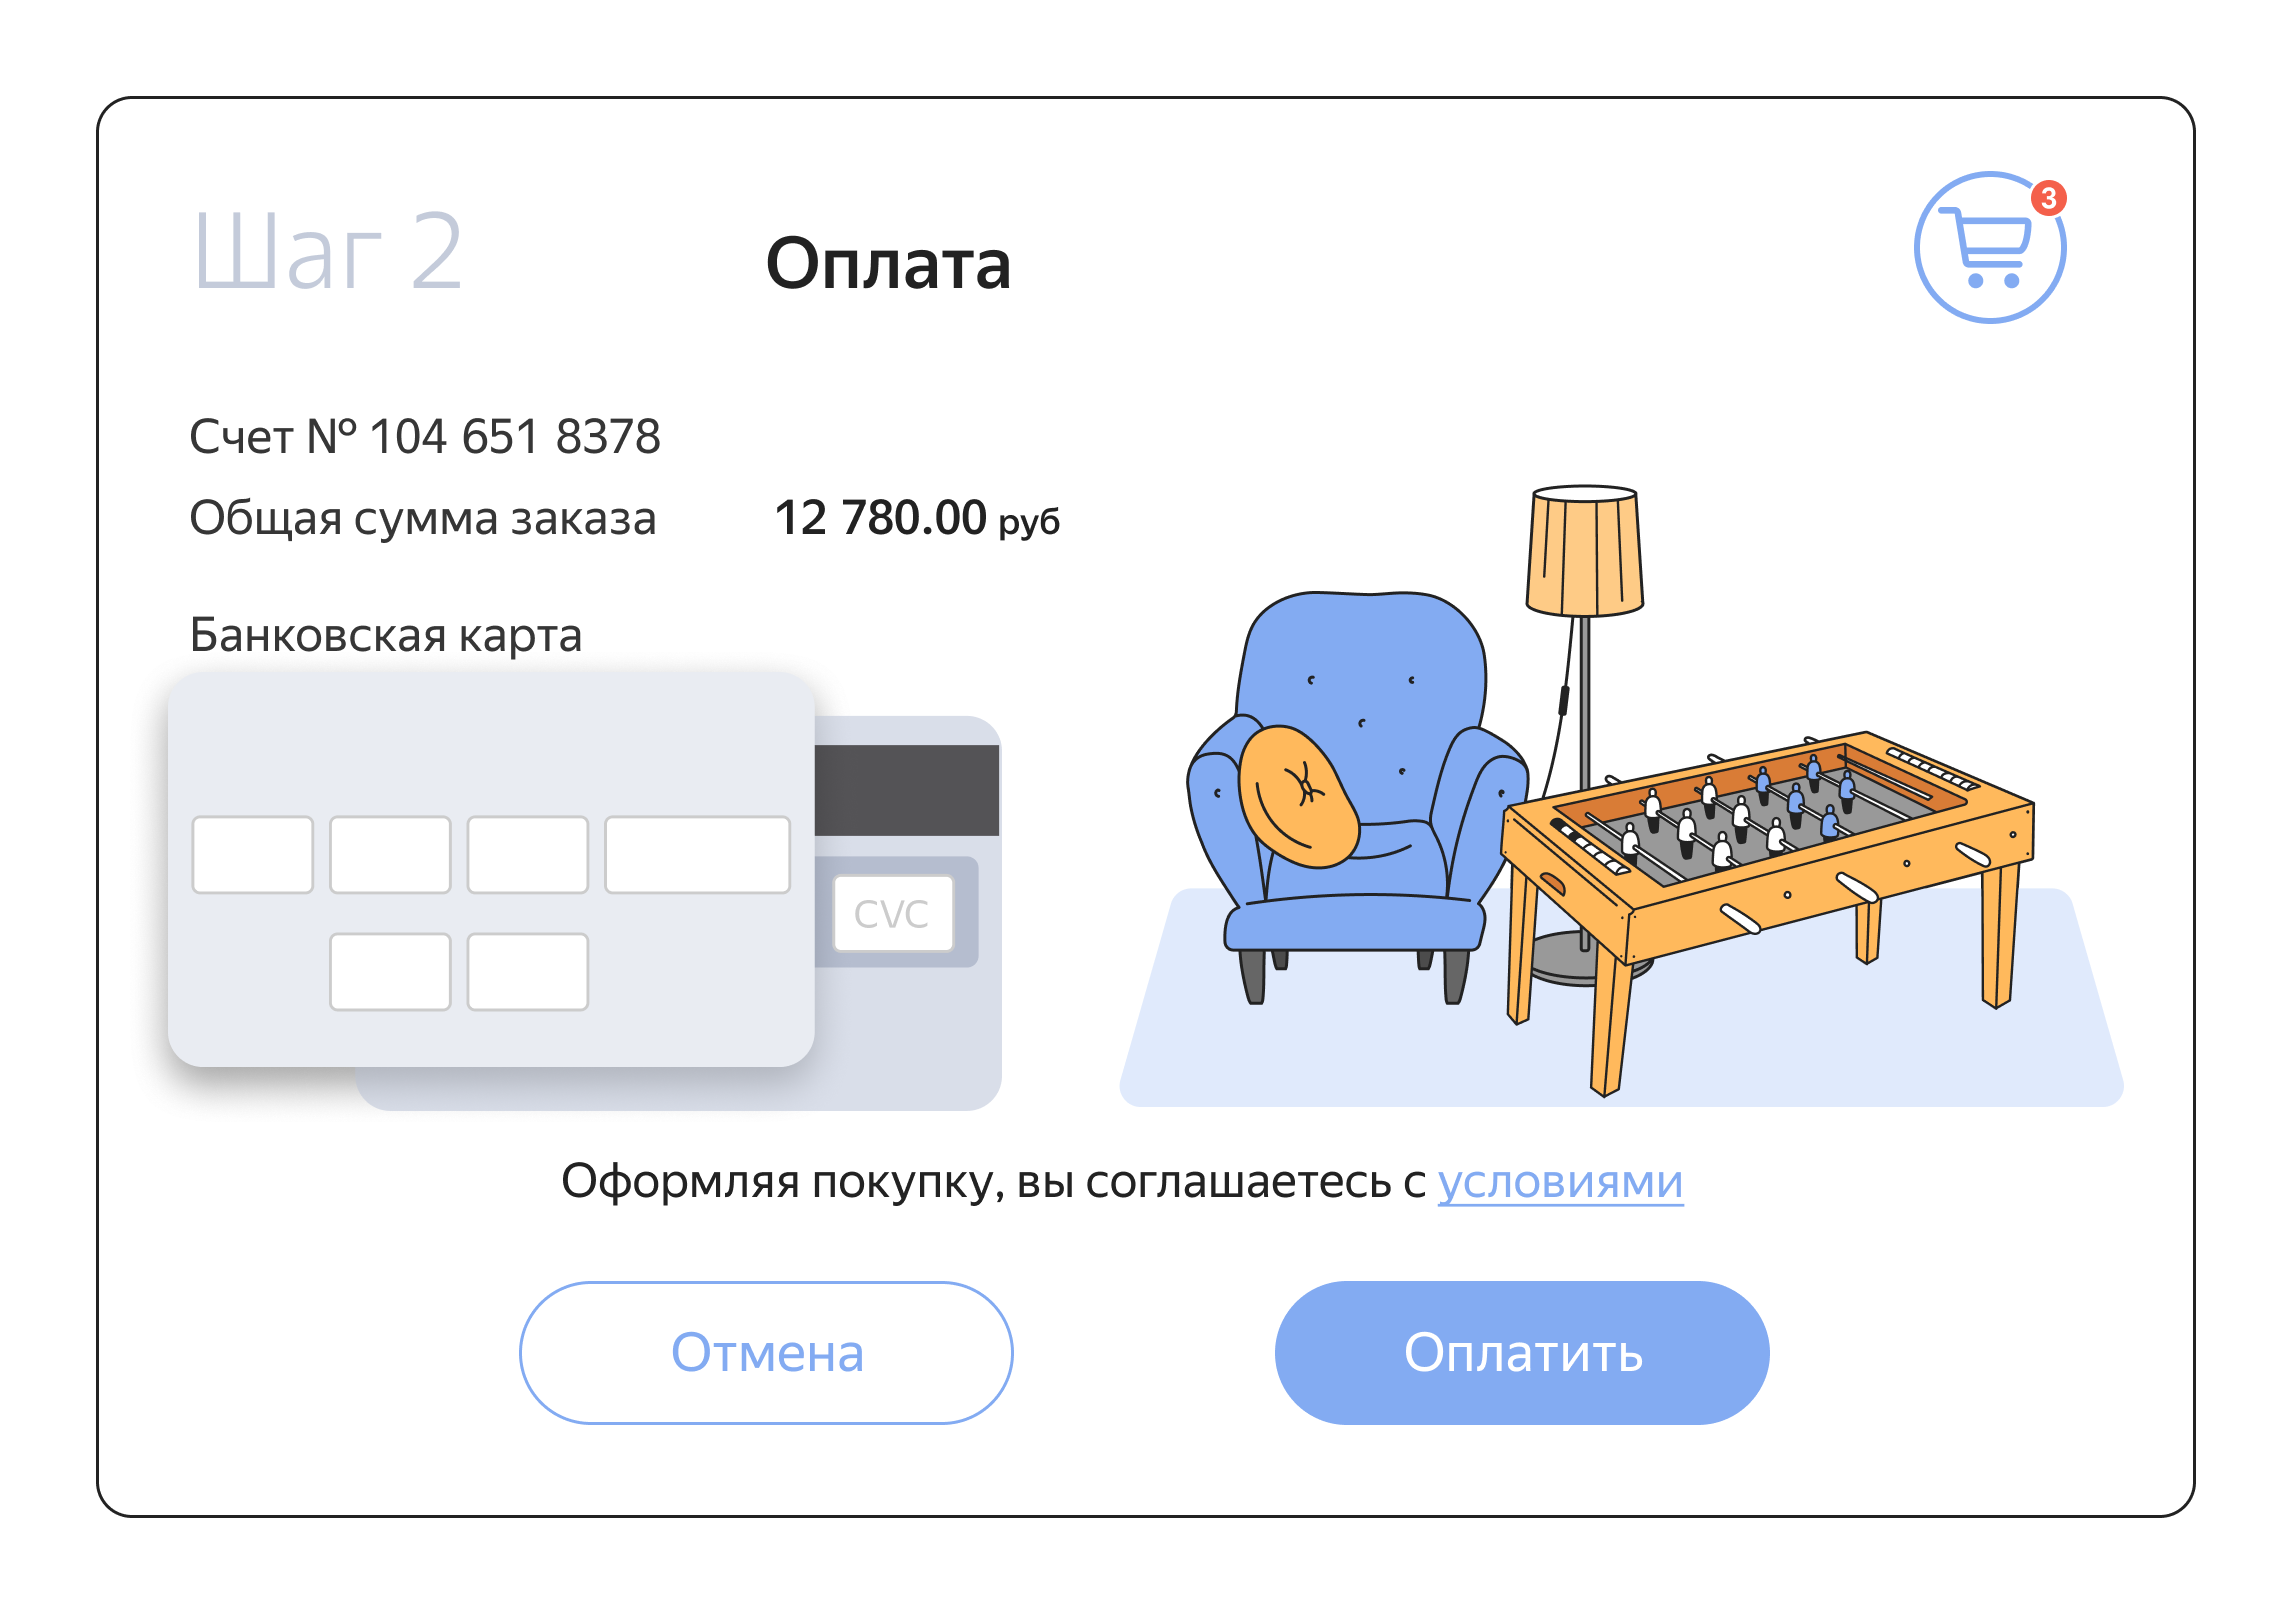 Шаг 2
Оплата
3
Счет № 104 651 8378
Общая сумма заказа 12 780.00 руб
Банковская карта
CVC
Оформляя покупку, вы соглашаетесь с условиями
Отмена
Оплатить